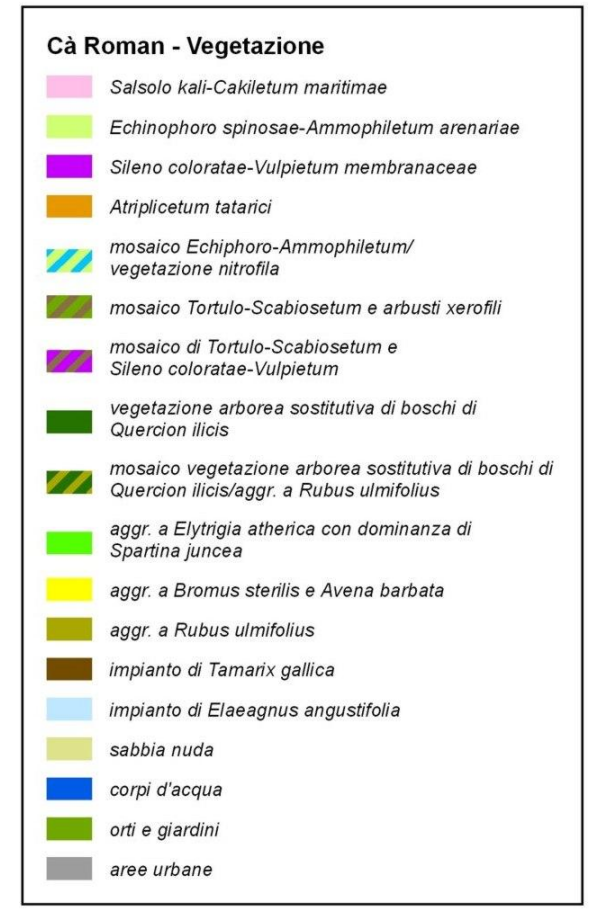 Cà Roman - Vegetazione
Salsolo kali-Cakiletum maritimae
Echinophoro spinosae-Ammophiletum arenariae
Sileno coloratae-Vulpietum membranaceae
Atriplicetum tatarici
mosaico Echiphoro-Ammophiletum/
vegetazione nitrofila
mosaico Tortulo-Scabiosetum e arbusti xerofili
mosaico di Tortulo-Scabiosetum e
Sileno coloratae-Vulpietum
vegetazione arborea sostitutiva di boschi di
Quercion ilicis
mosaico vegetazione arborea sostitutiva di boschi di
Quercion ilicis/aggr. a Rubus ulmifolius
aggr. a Elytrigia atherica con dominanza di
Spartina juncea
aggr. a Bromus sterilis e Avena barbata
aggr. a Rubus ulmifolius
impianto di Tamarix gallica
impianto di Elaeagnus angustifolia
sabbia nuda
corpi d'acqua
orti e giardini
aree urbane